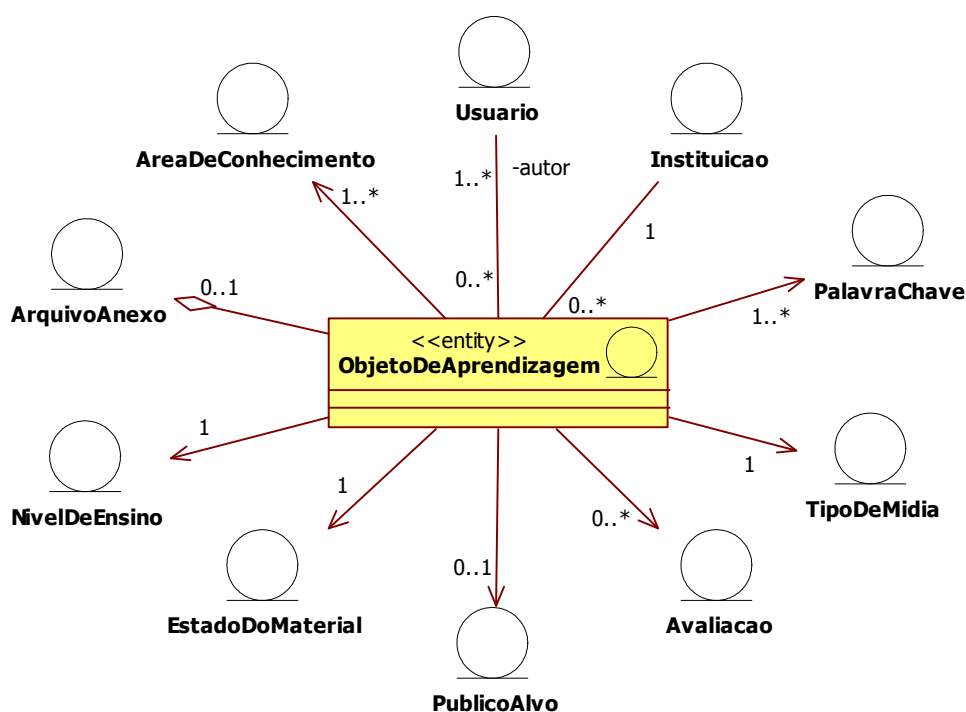 Usuario
AreaDeConhecimento
Instituicao
1..*
-autor
1..*
1
ArquivoAnexo
0..1
0..*
0..*
PalavraChave
1..*
<<entity>>
ObjetoDeAprendizagem
1
NivelDeEnsino
1
TipoDeMidia
1
EstadoDoMaterial
0..*
Avaliacao
0..1
PublicoAlvo